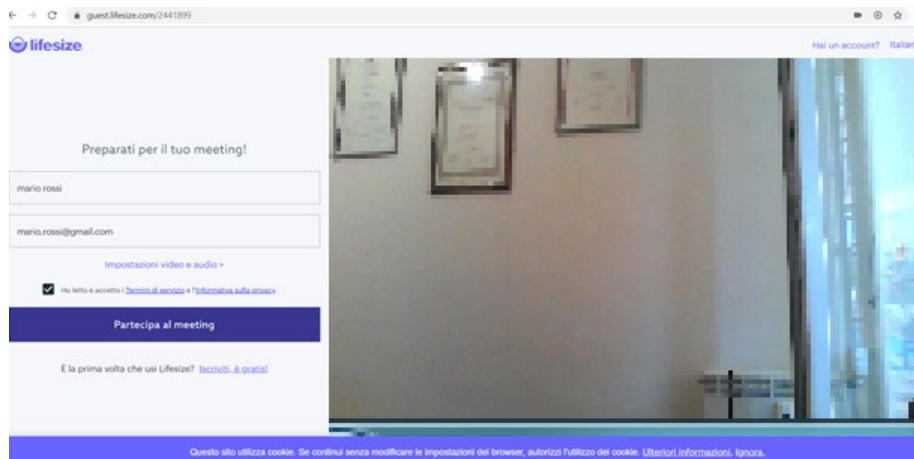 guest.lifesize.com/2441899
lifesize
Hai un account? Italian
Preparati per il tuo meeting!
mario rossi
mario.rossi@gmail.com
Impostazioni video e audio >
Ho letto e accetto i Termini di servizio e l'Informativa sulla privacy.
Partecipa al meeting
È la prima volta che usi Lifesize? Iscriviti, è gratis!
Questo sito utilizza cookie. Se continui senza modificare le impostazioni del browser, autorizzi l'utilizzo dei cookie. Ulteriori informazioni. Ignora.